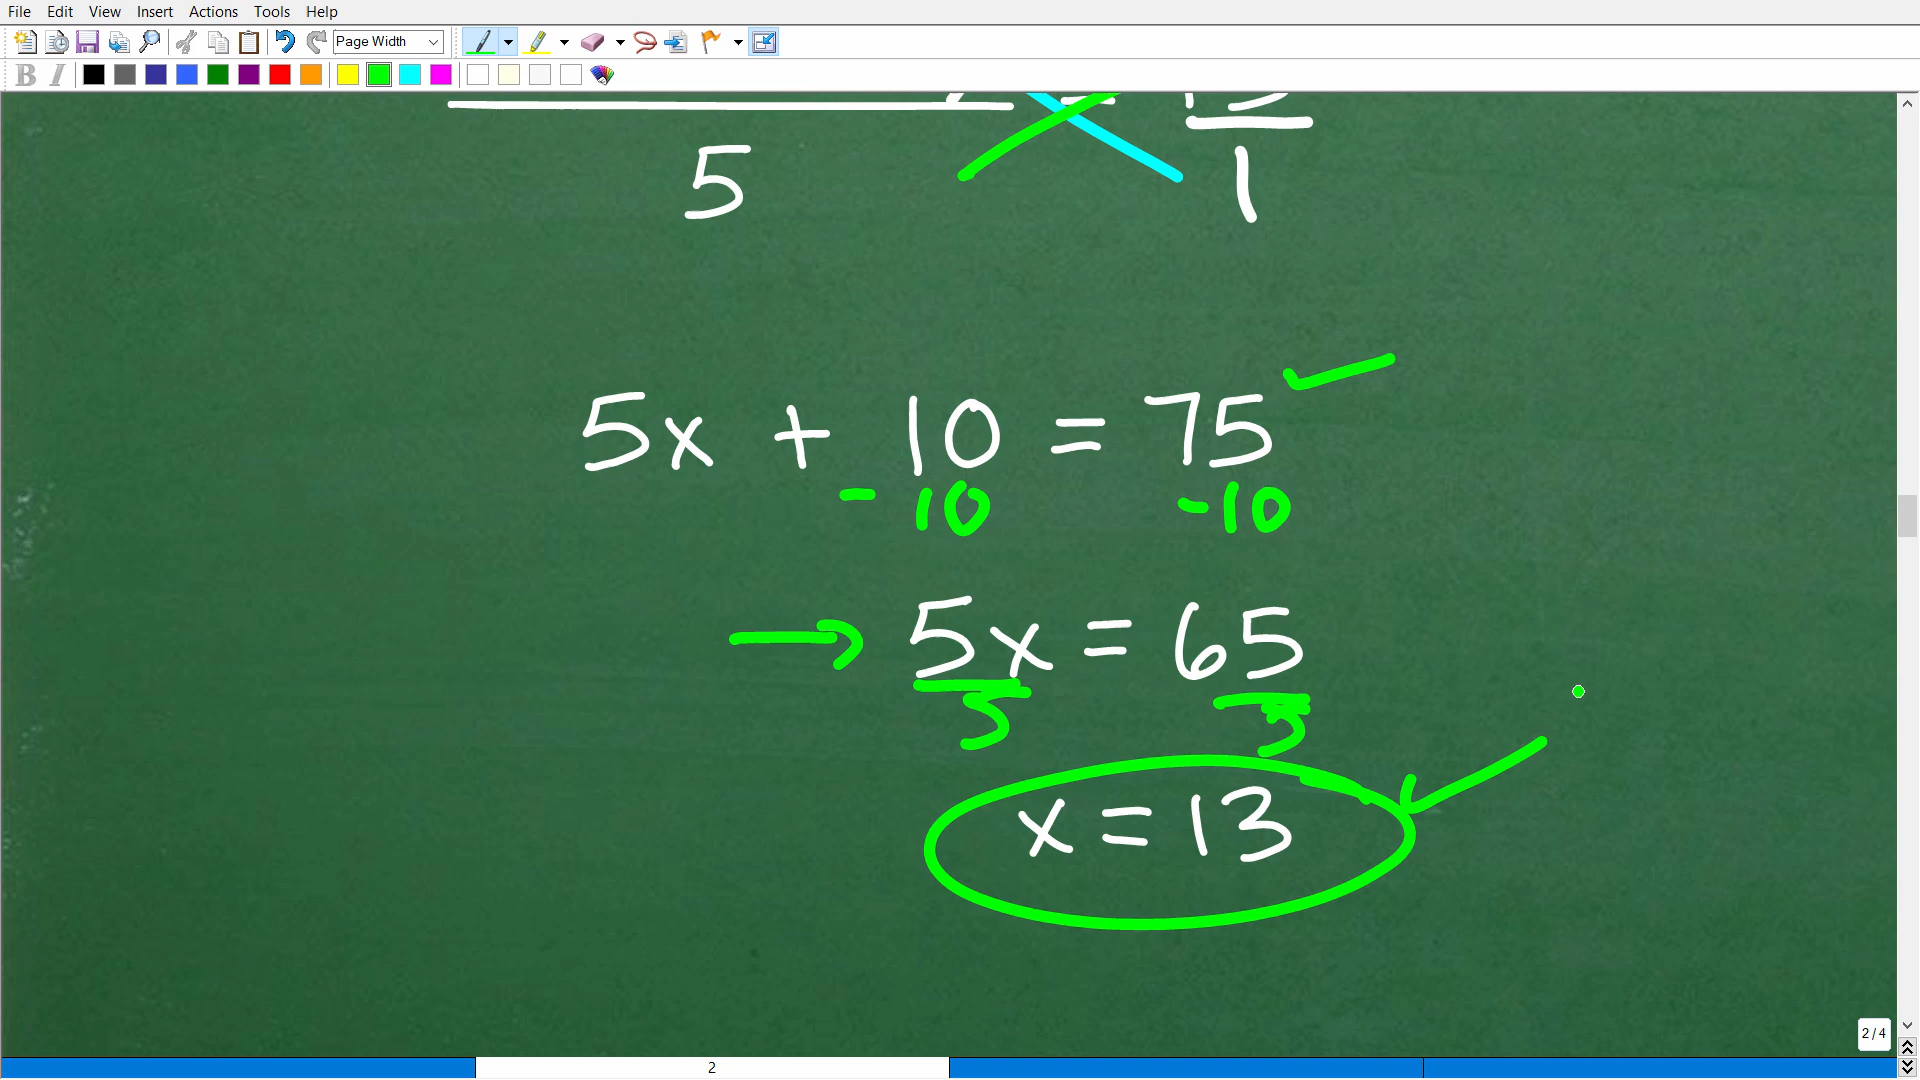 File Edit View Insert Actions Tools Help
Page Width
B I
5 1
5x + 10 = 75
- 10 -10
5x = 65
5 5
x = 13
2 / 4
2